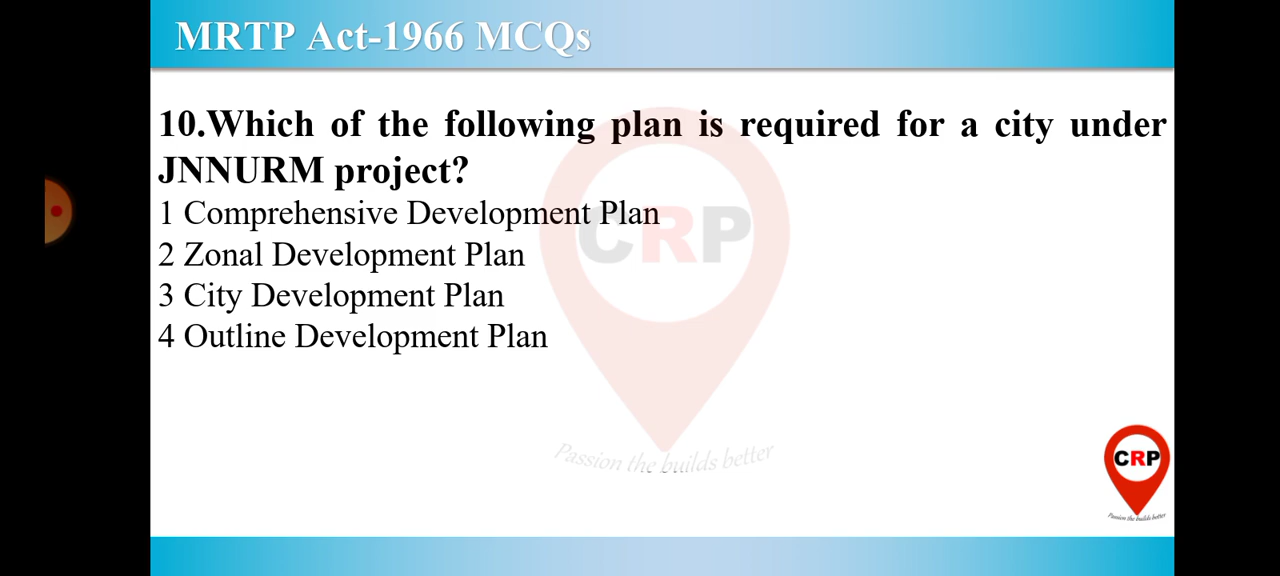 MRTP Act-1966 MCQs
10.Which of the following plan is required for a city under
JNNURM project?
1 Comprehensive Development Plan
2 Zonal Development Plan
3 City Development Plan
4 Outline Development Plan
CRP
Passion the builds better
CRP
Passion the builds better